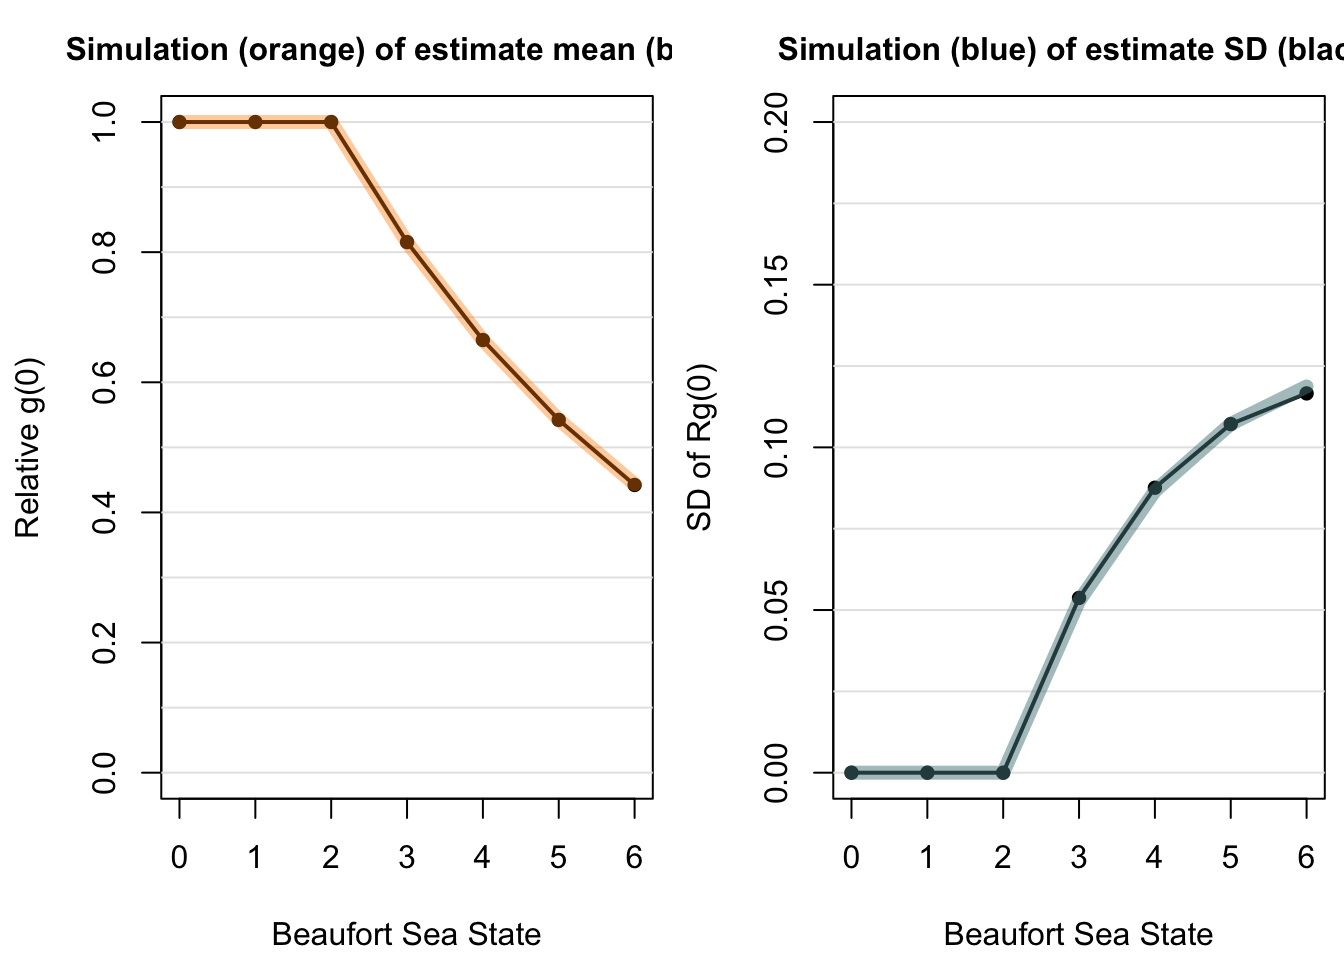 Simulation (orange) of estimate mean (b
Relative g(0)
1.0
0.8
0.6
0.4
0.2
0.0
0 1 2 3 4 5 6
Beaufort Sea State
Simulation (blue) of estimate SD (blac
SD of Rg(0)
0.20
0.15
0.10
0.05
0.00
0 1 2 3 4 5 6
Beaufort Sea State